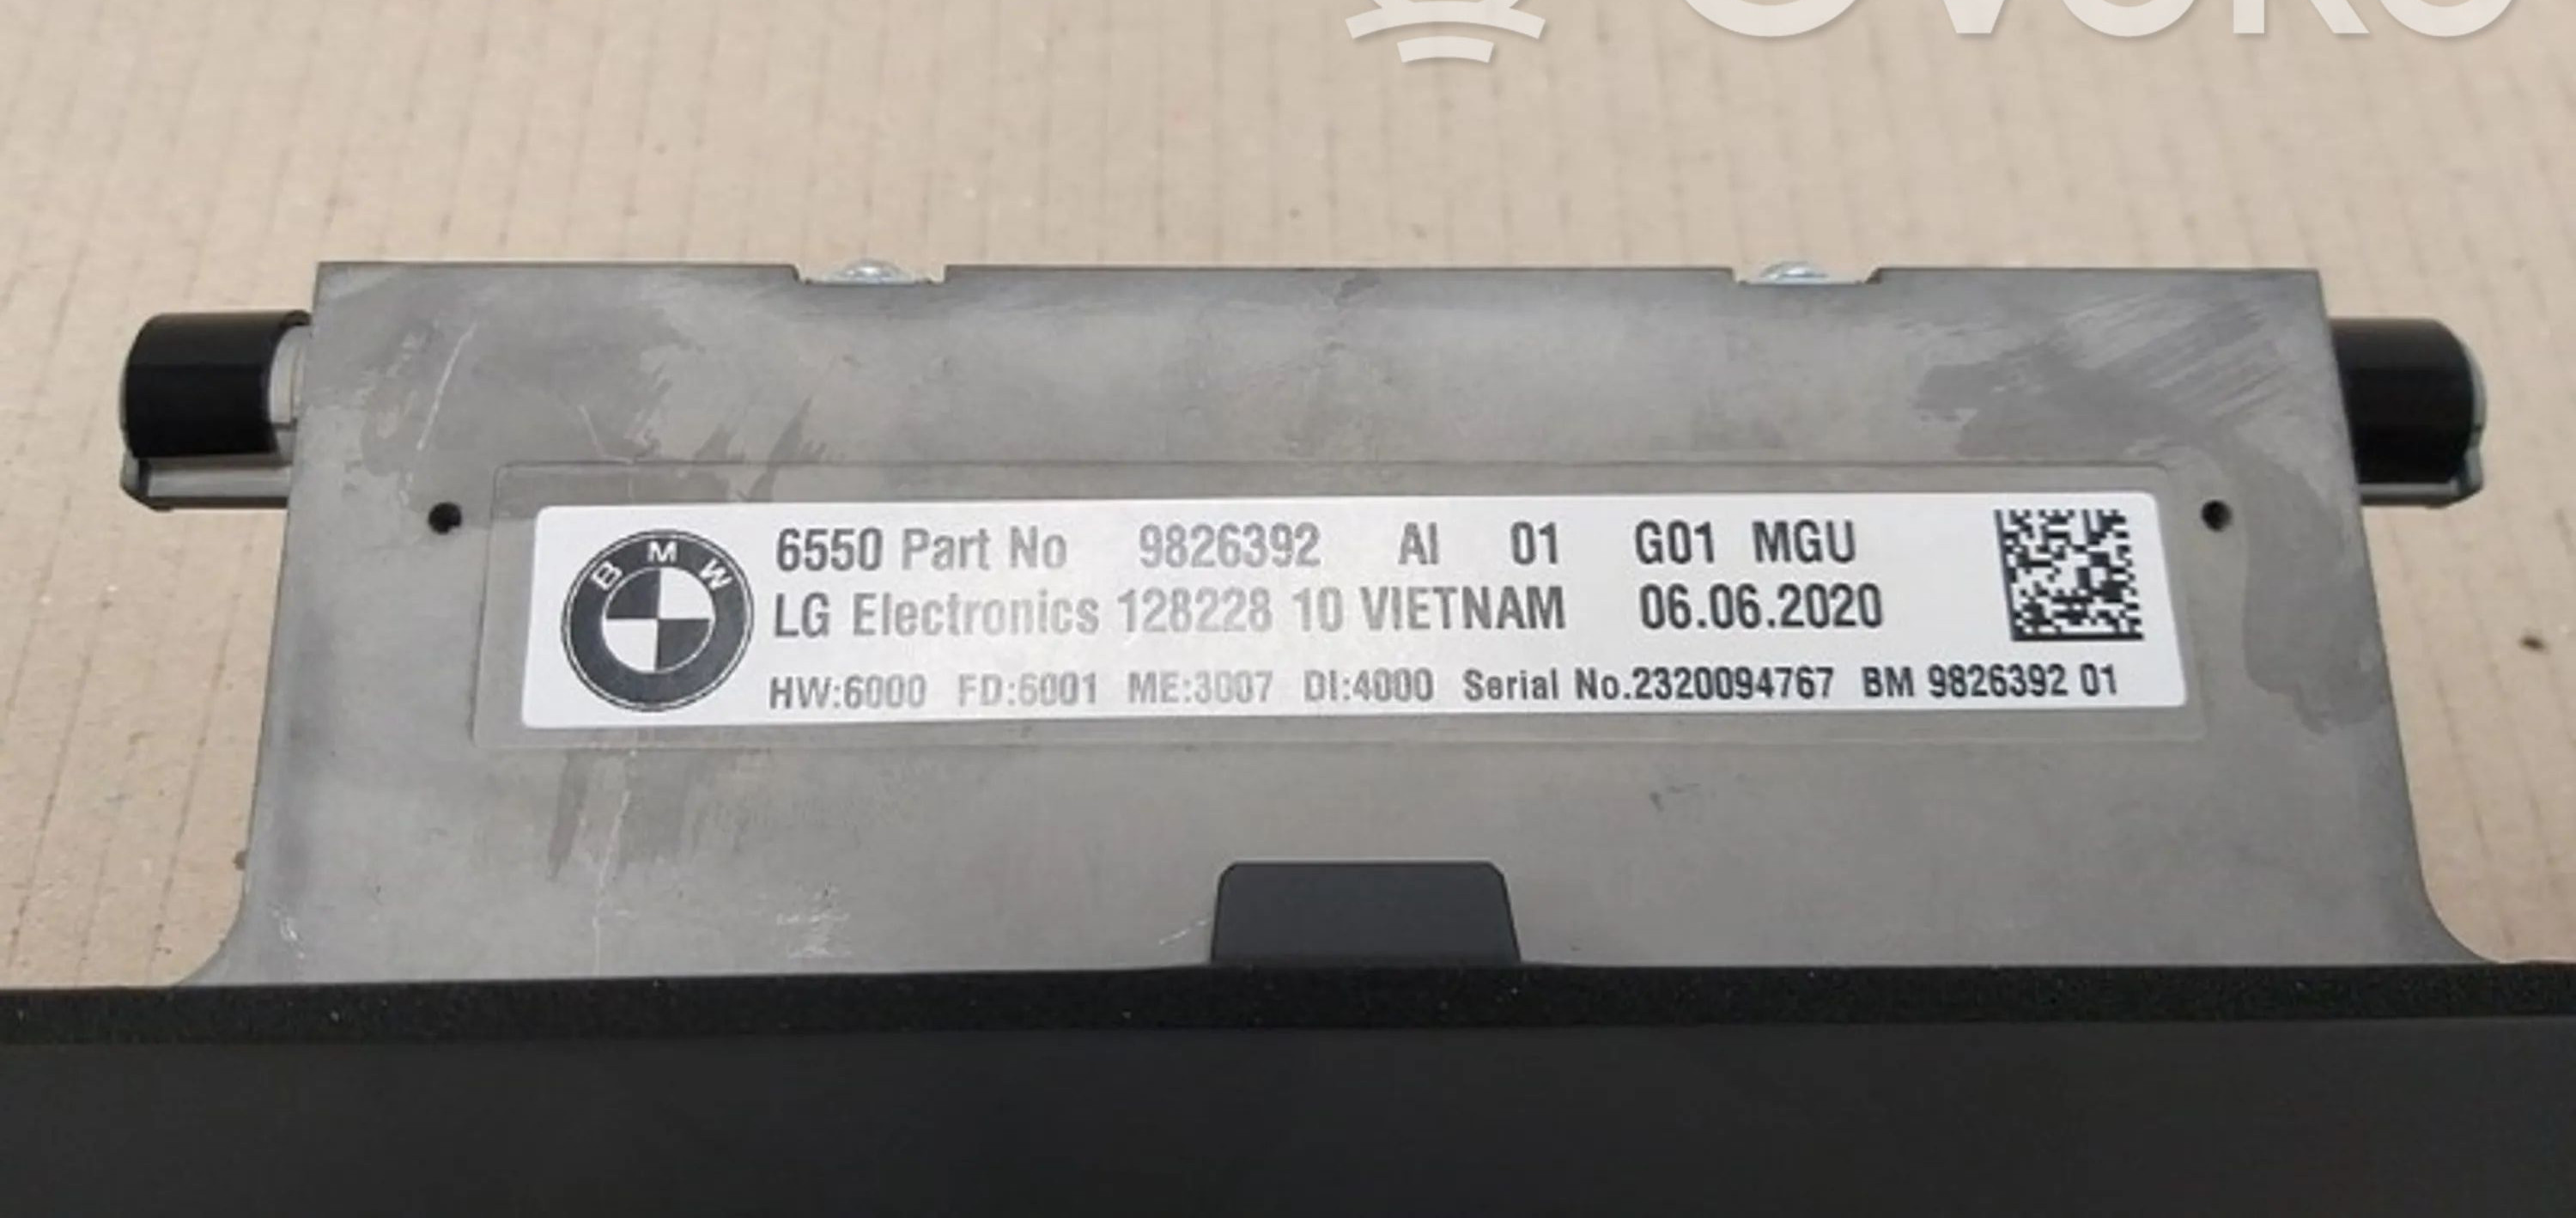 BMW
6550 Part No 9826392 AI 01 G01 MGU
LG Electronics 128228 10 VIETNAM 06.06.2020
HW:6000 FD:6001 ME:3007 DI:4000 Serial No.2320094767 BM 9826392 01